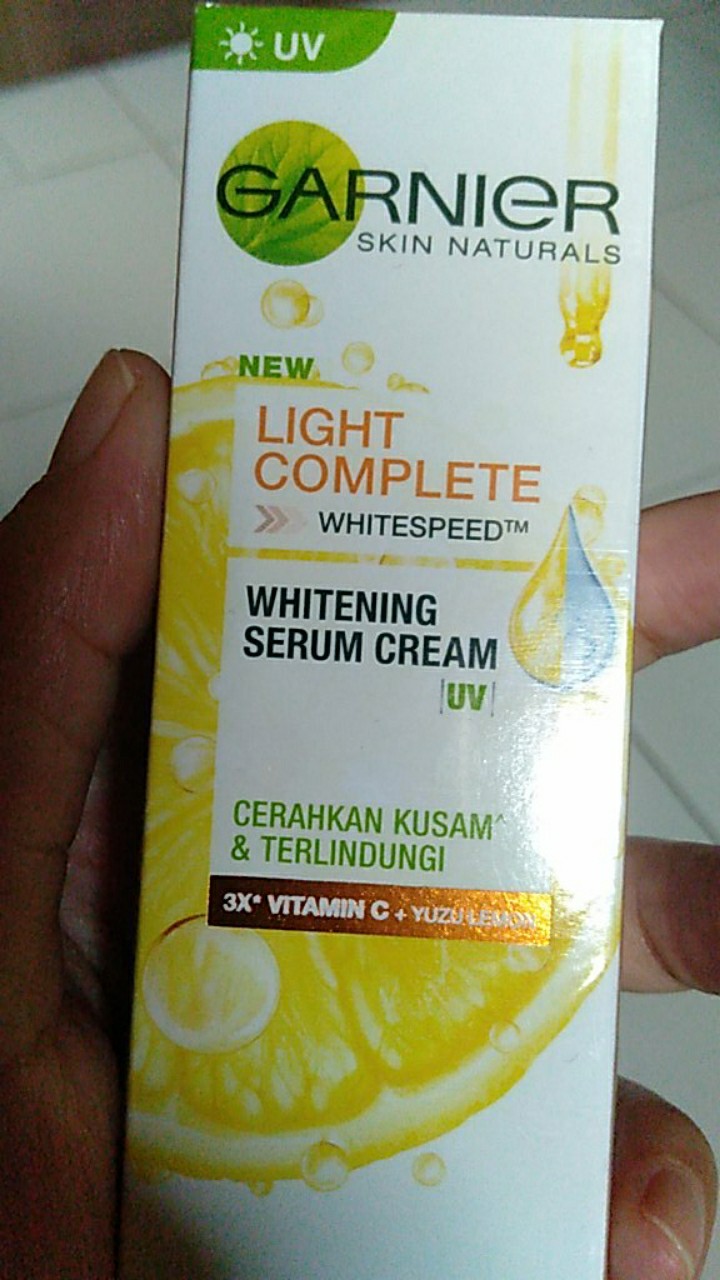 UV
GARNIER
SKIN NATURALS
NEW
LIGHT
COMPLETE
WHITESPEED™
WHITENING
SERUM CREAM
UV
CERAHKAN KUSAM^
& TERLINDUNGI
3X* VITAMIN C + YUZU LEMON